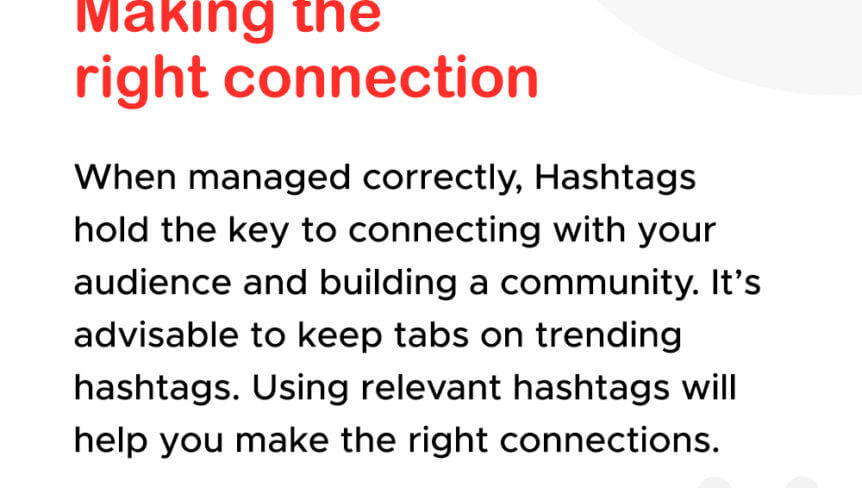 Making the
right connection
When managed correctly, Hashtags
hold the key to connecting with your
audience and building a community. It’s
advisable to keep tabs on trending
hashtags. Using relevant hashtags will
help you make the right connections.